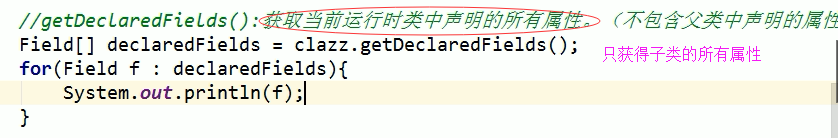 //getDeclaredFields():获取当前运行时类中声明的所有属性。（不包含父类中声明的属性
Field[] declaredFields = clazz.getDeclaredFields();
只获得子类的所有属性
for(Field f : declaredFields){
System.out.println(f);
}